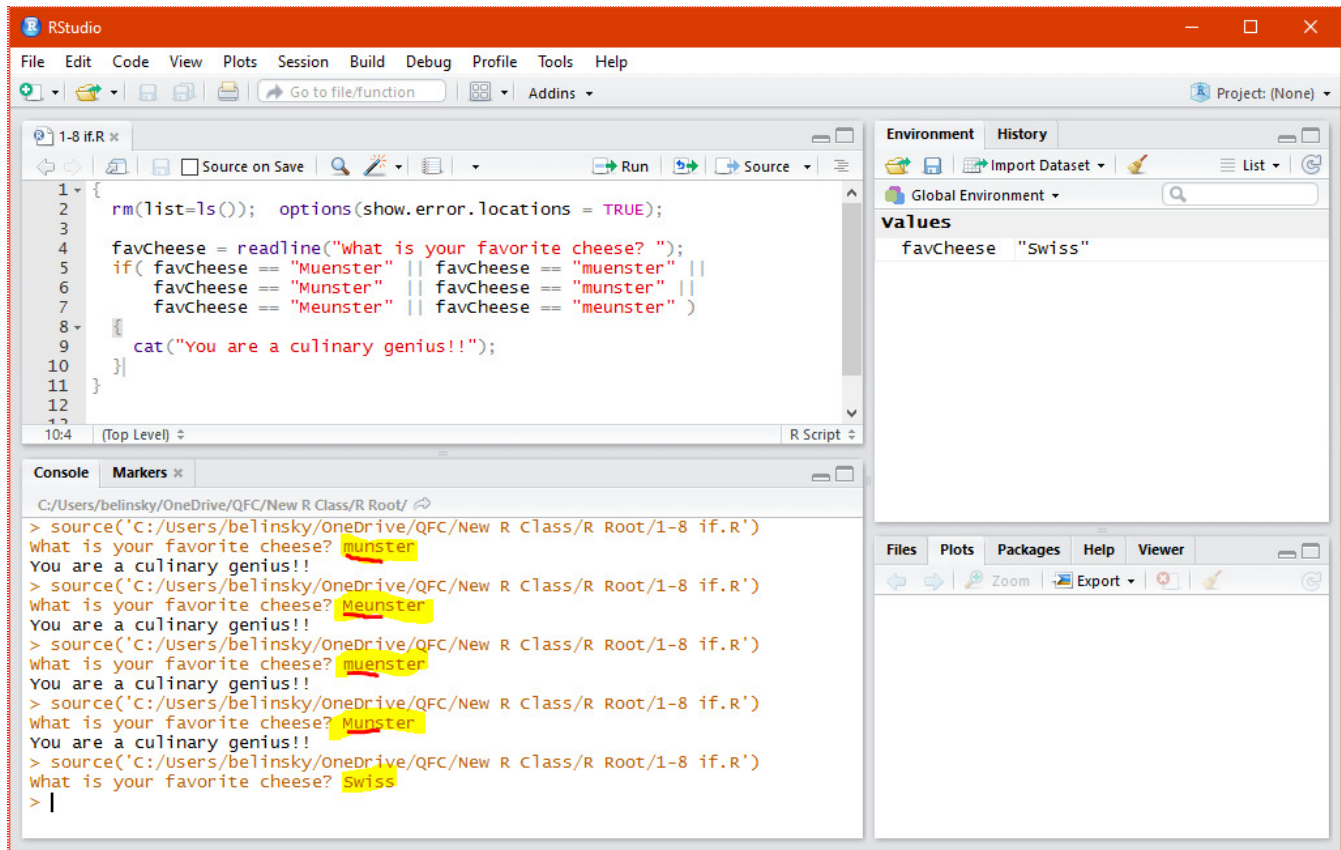 RStudio
File Edit Code View Plots Session Build Debug Profile Tools Help
Go to file/function Addins Project: (None)
1-8 if.R
Source on Save Run Source
1 {
2 rm(list=ls()); options(show.error.locations = TRUE);
3
4 favCheese = readline("What is your favorite cheese? ");
5 if( favCheese == "Muenster" || favCheese == "muenster" ||
6 favCheese == "Munster" || favCheese == "munster" ||
7 favCheese == "Meunster" || favCheese == "meunster" )
8 {
9 cat("You are a culinary genius!!");
10 }
11 }
12
10:4 (Top Level) R Script
Console Markers
C:/Users/belinsky/OneDrive/QFC/New R Class/R Root/
> source('C:/Users/belinsky/OneDrive/QFC/New R Class/R Root/1-8 if.R')
What is your favorite cheese? munster
You are a culinary genius!!
> source('C:/Users/belinsky/OneDrive/QFC/New R Class/R Root/1-8 if.R')
What is your favorite cheese? Meunster
You are a culinary genius!!
> source('C:/Users/belinsky/OneDrive/QFC/New R Class/R Root/1-8 if.R')
What is your favorite cheese? muenster
You are a culinary genius!!
> source('C:/Users/belinsky/OneDrive/QFC/New R Class/R Root/1-8 if.R')
What is your favorite cheese? Munster
You are a culinary genius!!
> source('C:/Users/belinsky/OneDrive/QFC/New R Class/R Root/1-8 if.R')
What is your favorite cheese? Swiss
>
Environment History
Import Dataset List
Global Environment
Values
favCheese "Swiss"
Files Plots Packages Help Viewer
Zoom Export